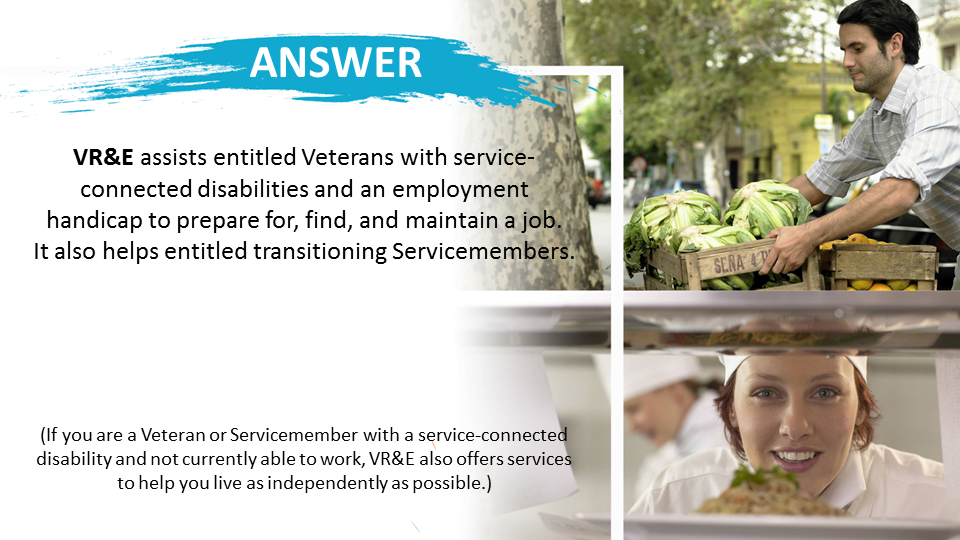 ANSWER
VR&E assists entitled Veterans with service-
connected disabilities and an employment
handicap to prepare for, find, and maintain a job.
It also helps entitled transitioning Servicemembers.
SEÑA 4
(If you are a Veteran or Servicemember with a service-connected
disability and not currently able to work, VR&E also offers services
to help you live as independently as possible.)